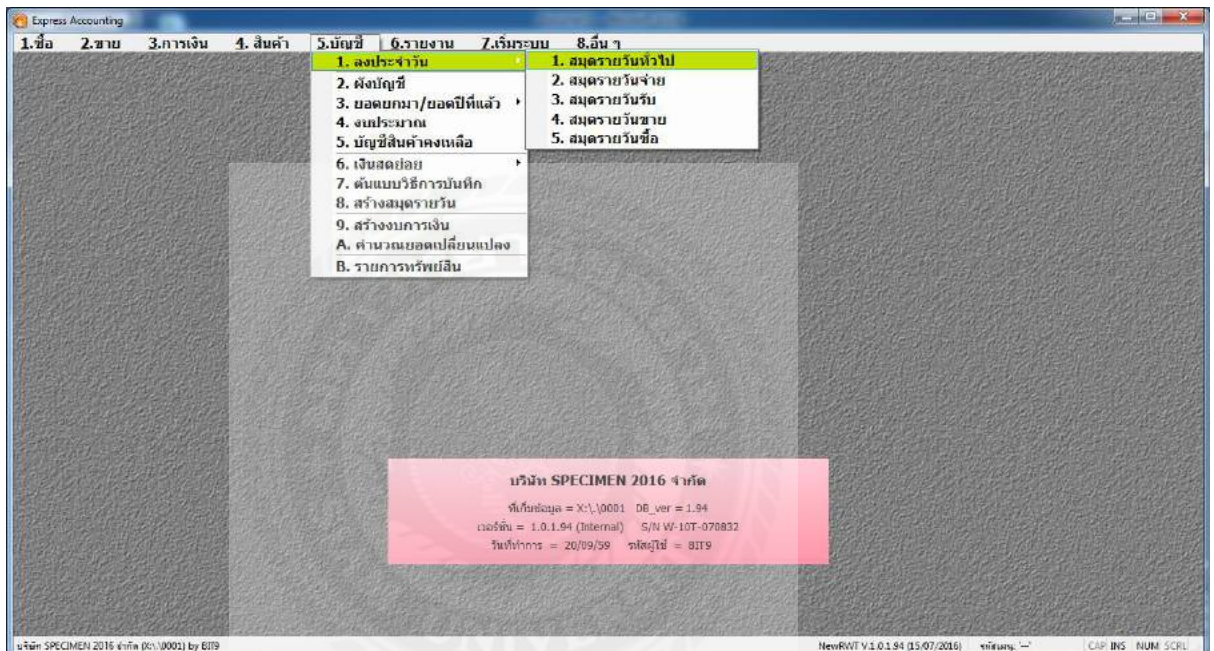 Express Accounting
1.ซื้อ 2.ขาย 3.การเงิน 4. สินค้า 5.บัญชี 6.รายงาน 7.เริ่มระบบ 8.อื่น ๆ
1. ลงประจำวัน
2. ผังบัญชี
3. ยอดยกมา/ยอดปีที่แล้ว
4. งบประมาณ
5. บัญชีสินค้าคงเหลือ
6. เงินสดย่อย
7. ต้นแบบวิธีการบันทึก
8. สร้างสมุดรายวัน
9. สร้างงบการเงิน
A. คำนวณยอดเปลี่ยนแปลง
B. รายการทรัพย์สิน
1. สมุดรายวันทั่วไป
2. สมุดรายวันจ่าย
3. สมุดรายวันรับ
4. สมุดรายวันขาย
5. สมุดรายวันซื้อ
บริษัท SPECIMEN 2016 จำกัด
ที่เก็บข้อมูล = X:\.\0001 DB_ver = 1.94
เวอร์ชั่น = 1.0.1.94 (Internal) S/N W-10T-070832
วันที่ทำการ = 20/09/59 รหัสผู้ใช้ = BIT9
บริษัท SPECIMEN 2016 จำกัด (X:\.\0001) by BIT9 NewRWT V.1.0.1.94 (15/07/2016) รหัสเมนู '---' CAP INS NUM SCRL